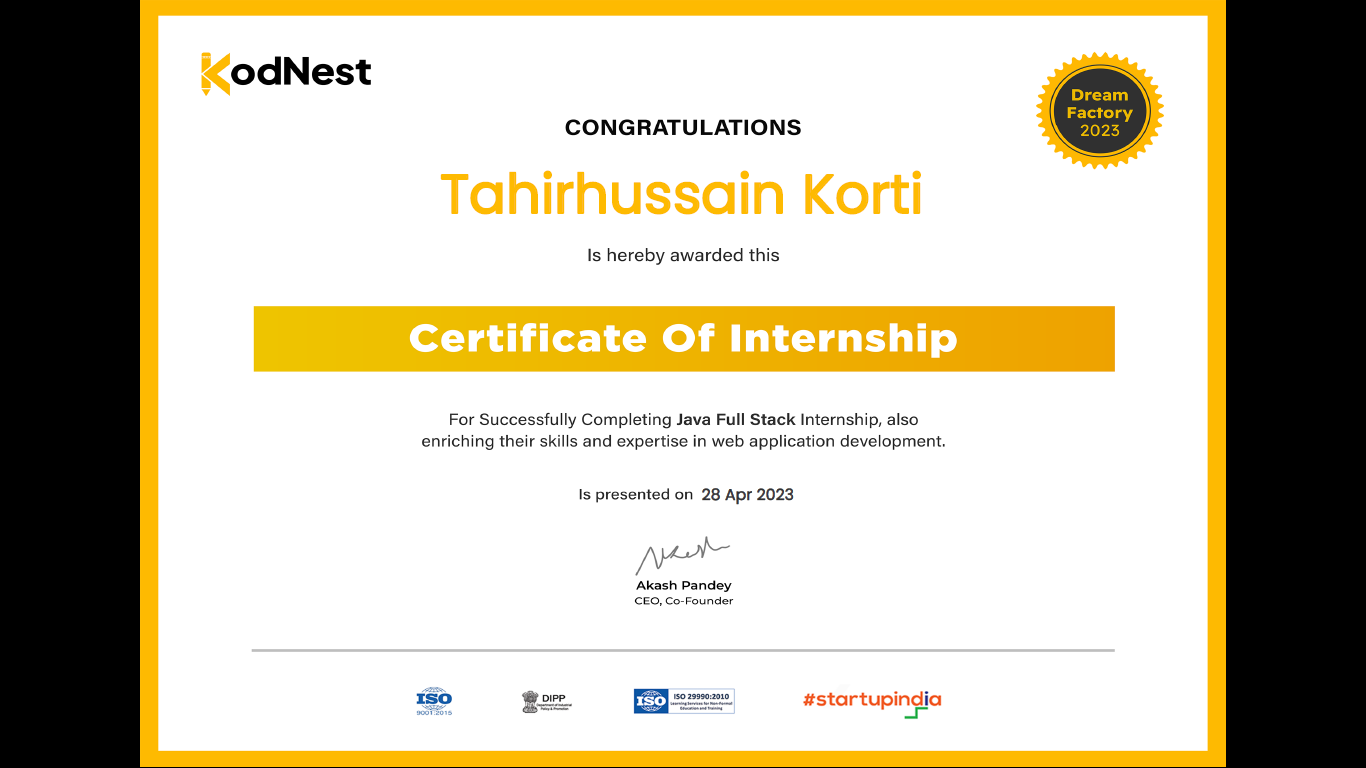 KodNest
Dream
Factory
2023
CONGRATULATIONS
Tahirhussain Korti
Is hereby awarded this
Certificate Of Internship
For Successfully Completing Java Full Stack Internship, also
enriching their skills and expertise in web application development.
Is presented on 28 Apr 2023
Akash Pandey
CEO, Co-Founder
ISO
9001:2015
DIPP
Department of Industrial
Policy & Promotion
ISO
ISO 29990:2010
Learning Services for Non-Formal
Education and Training
#startupindia